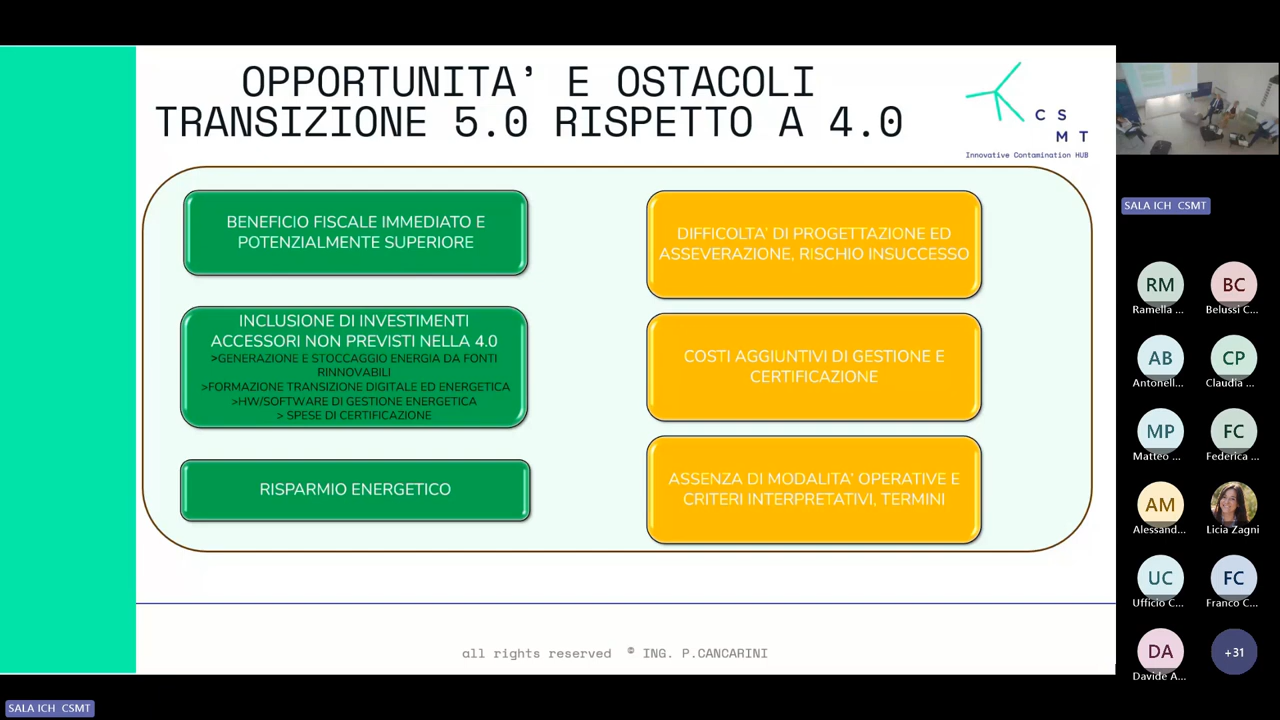 OPPORTUNITA’ E OSTACOLI
TRANSIZIONE 5.0 RISPETTO A 4.0
C S
M T
Innovative Contamination HUB
BENEFICIO FISCALE IMMEDIATO E
POTENZIALMENTE SUPERIORE
INCLUSIONE DI INVESTIMENTI
ACCESSORI NON PREVISTI NELLA 4.0
>GENERAZIONE E STOCCAGGIO ENERGIA DA FONTI
RINNOVABILI
>FORMAZIONE TRANSIZIONE DIGITALE ED ENERGETICA
>HW/SOFTWARE DI GESTIONE ENERGETICA
> SPESE DI CERTIFICAZIONE
RISPARMIO ENERGETICO
DIFFICOLTA’ DI PROGETTAZIONE ED
ASSEVERAZIONE, RISCHIO INSUCCESSO
COSTI AGGIUNTIVI DI GESTIONE E
CERTIFICAZIONE
ASSENZA DI MODALITA’ OPERATIVE E
CRITERI INTERPRETATIVI, TERMINI
all rights reserved © ING. P.CANCARINI
SALA ICH CSMT
RM
Ramella ...
BC
Belussi C...
AB
Antonell...
CP
Claudia ...
MP
Matteo ...
FC
Federica ...
AM
Alessand...
Licia Zagni
UC
Ufficio C...
FC
Franco C...
DA
Davide A...
+31
SALA ICH CSMT